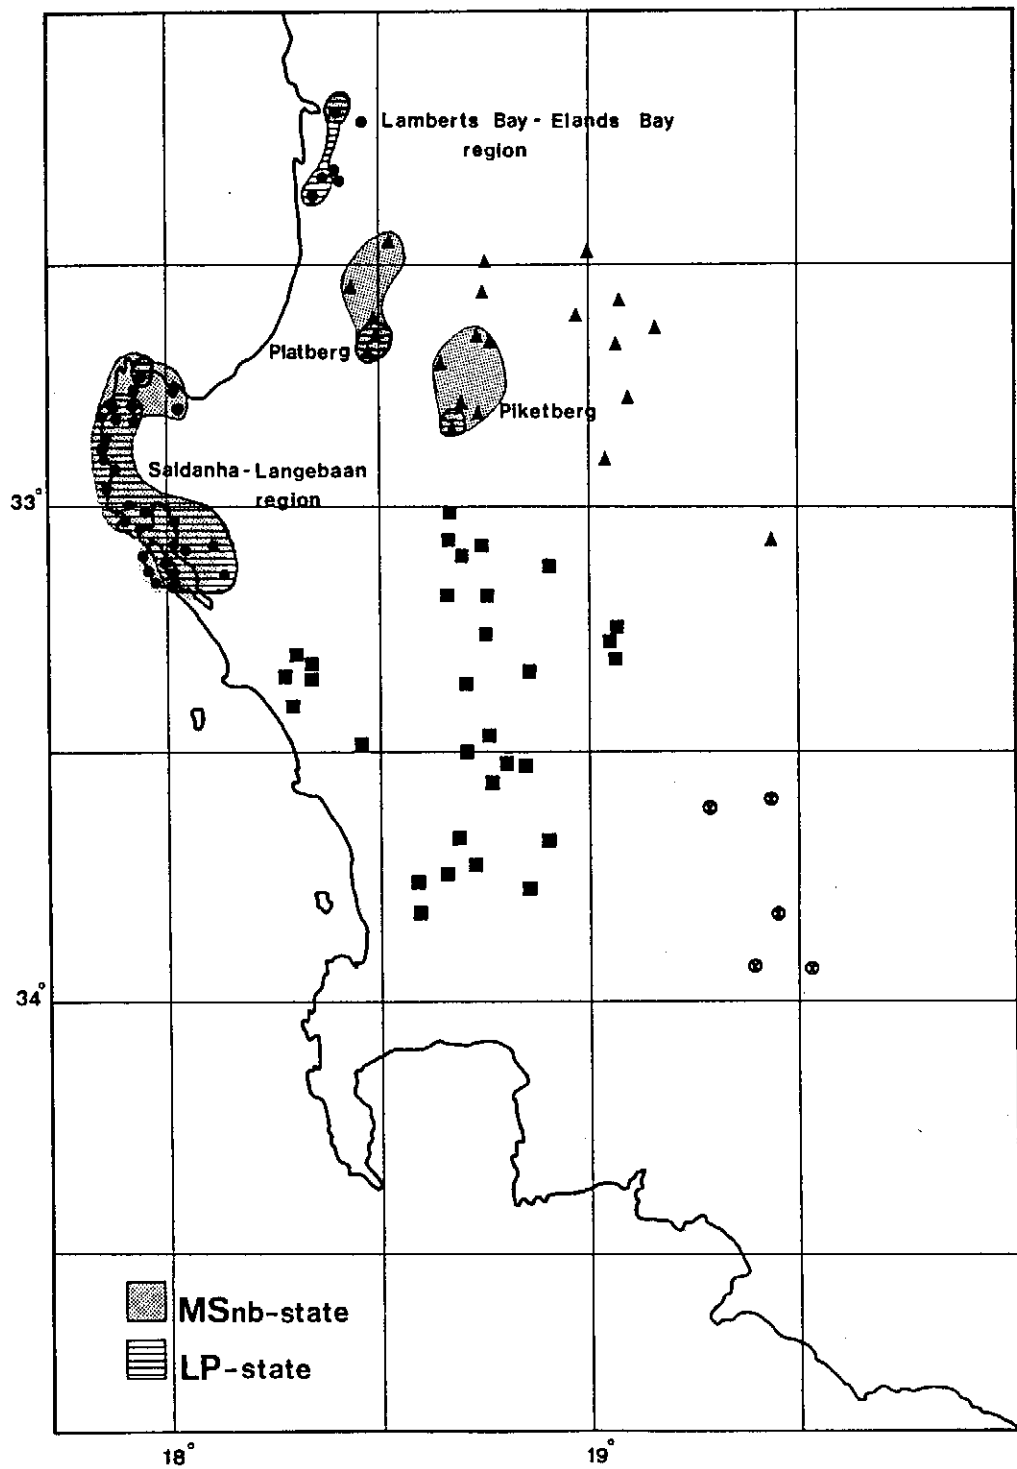 Lamberts Bay - Elands Bay
region
Platberg
Piketberg
Saldanha-Langebaan
region
33°
34°
MSnb-state
LP-state
18°
19°